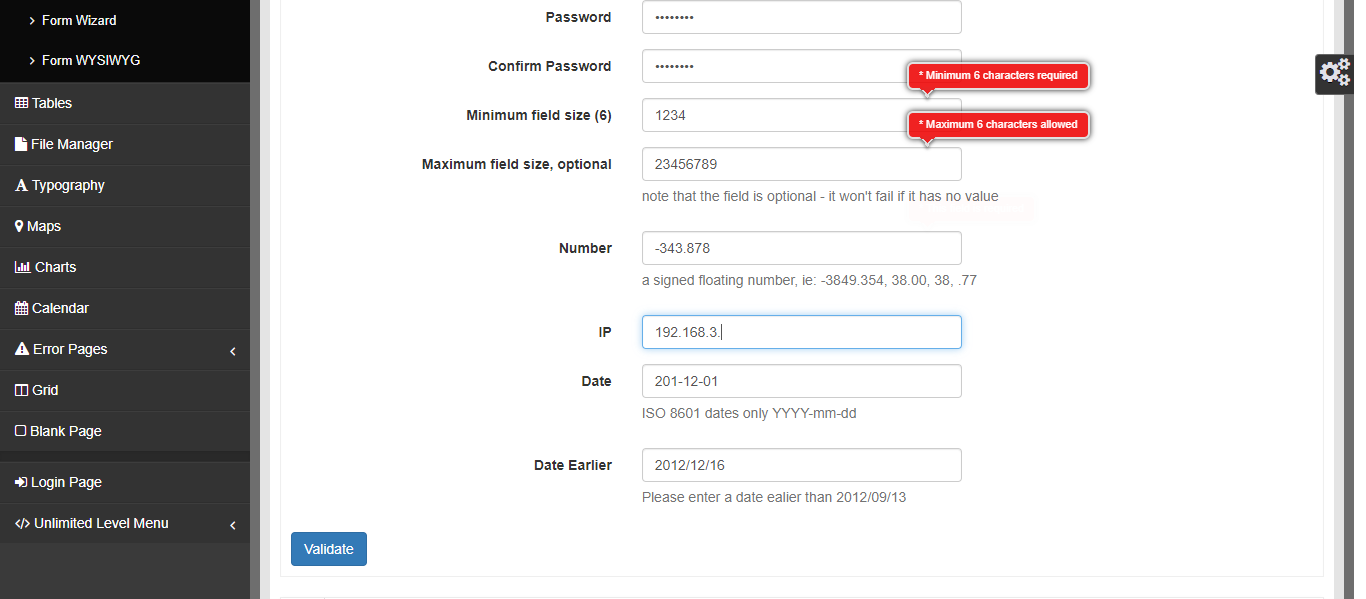 Form Wizard
Form WYSIWYG
Tables
File Manager
Typography
Maps
Charts
Calendar
Error Pages
Grid
Blank Page
Login Page
Unlimited Level Menu
Password ••••••••
Confirm Password ••••••••
* Minimum 6 characters required
Minimum field size (6) 1234
* Maximum 6 characters allowed
Maximum field size, optional 23456789
note that the field is optional - it won't fail if it has no value
Number -343.878
a signed floating number, ie: -3849.354, 38.00, 38, .77
IP 192.168.3.
Date 201-12-01
ISO 8601 dates only YYYY-mm-dd
Date Earlier 2012/12/16
Please enter a date ealier than 2012/09/13
Validate